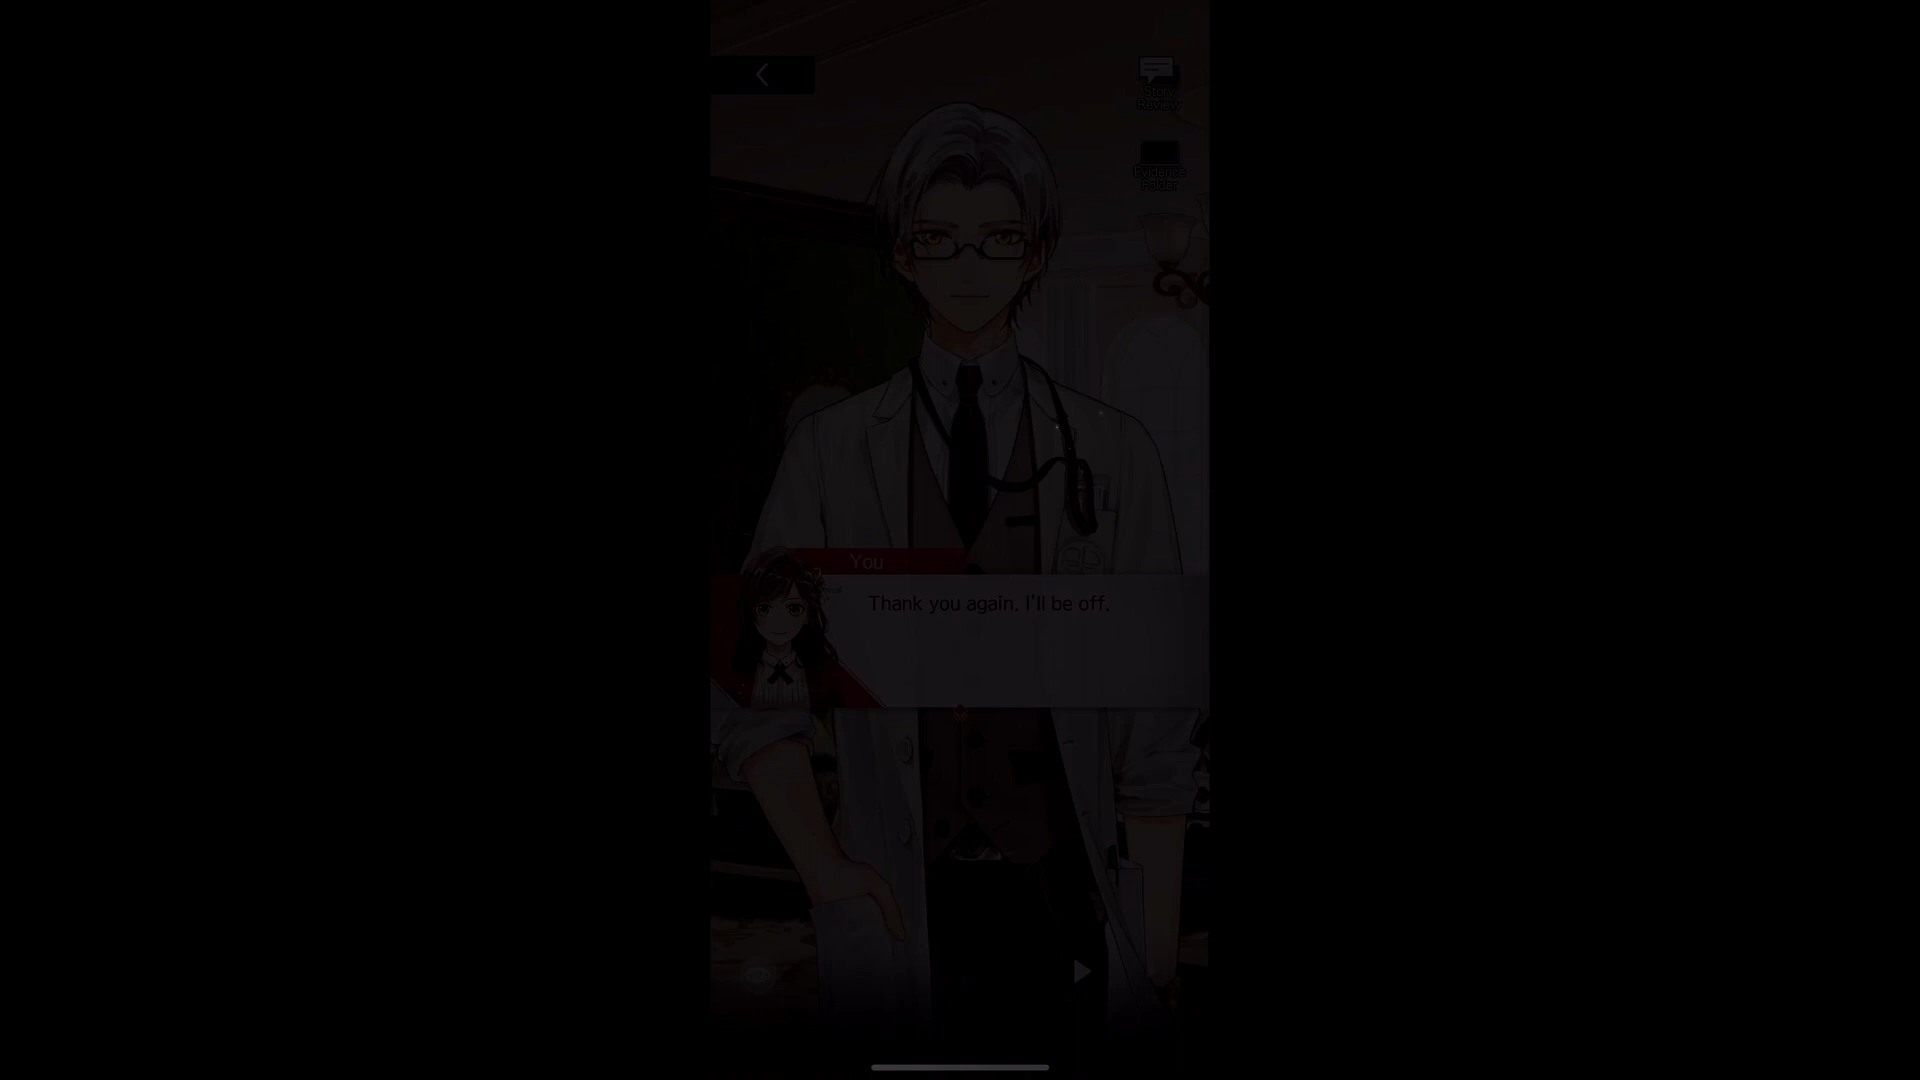 Story
Review
Evidence
Folder
You
Thank you again. I'll be off.